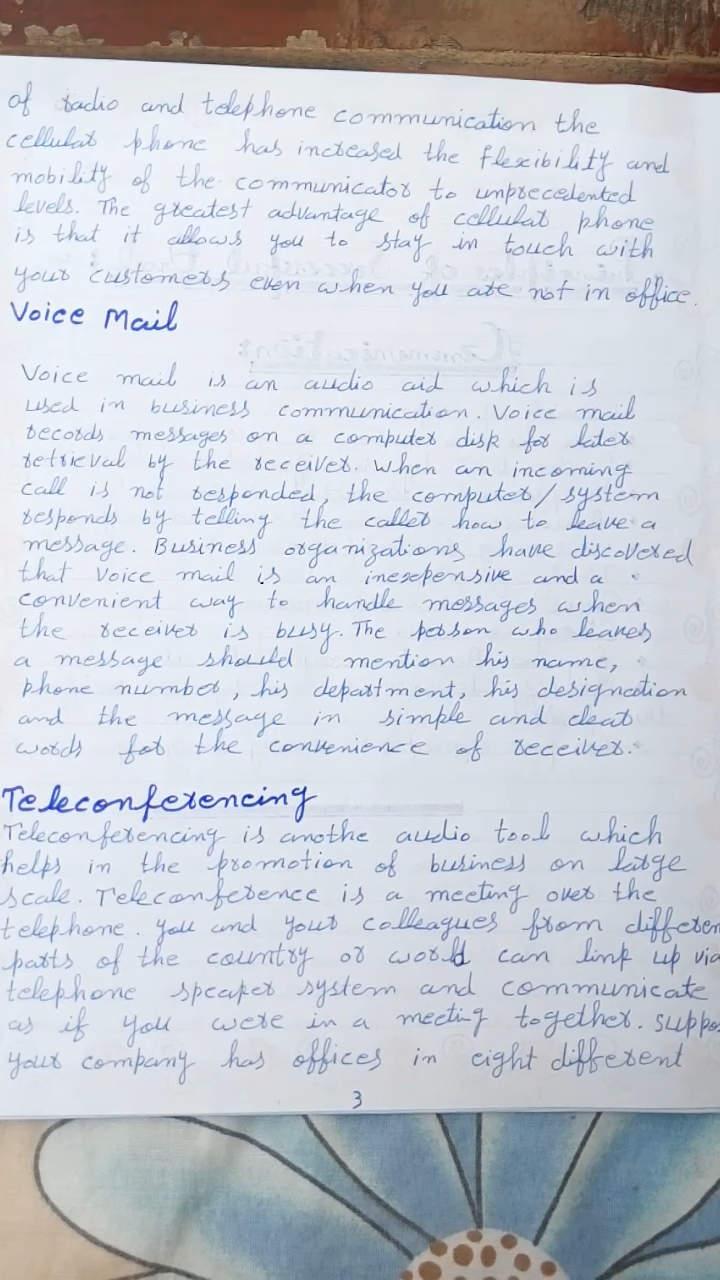 of radio and telephone communication the
cellular phone has increased the flexibility and
mobility of the communicator to unprecedented
levels. The greatest advantage of cellular phone
is that it allows you to stay in touch with
your customers even when you are not in office.
Voice Mail
Voice mail is an audio aid which is
used in business communication. Voice mail
records messages on a computer disk for later
retrieval by the receiver. When an incoming
call is not responded, the computer/system
responds by telling the caller how to leave a
message. Business organizations have discovered
that Voice mail is an inexpensive and a
convenient way to handle messages when
the receiver is busy. The person who leaves
a message should mention his name,
phone number, his department, his designation
and the message in simple and clear
words for the convenience of receiver.
Teleconferencing
Teleconferencing is anothe audio tool which
helps in the promotion of business on large
scale. Teleconference is a meeting over the
telephone. you and your colleagues from differen
parts of the country or world can link up via
telephone speaker system and communicate
as if you were in a meeting together. Suppos
your company has offices in eight different
3